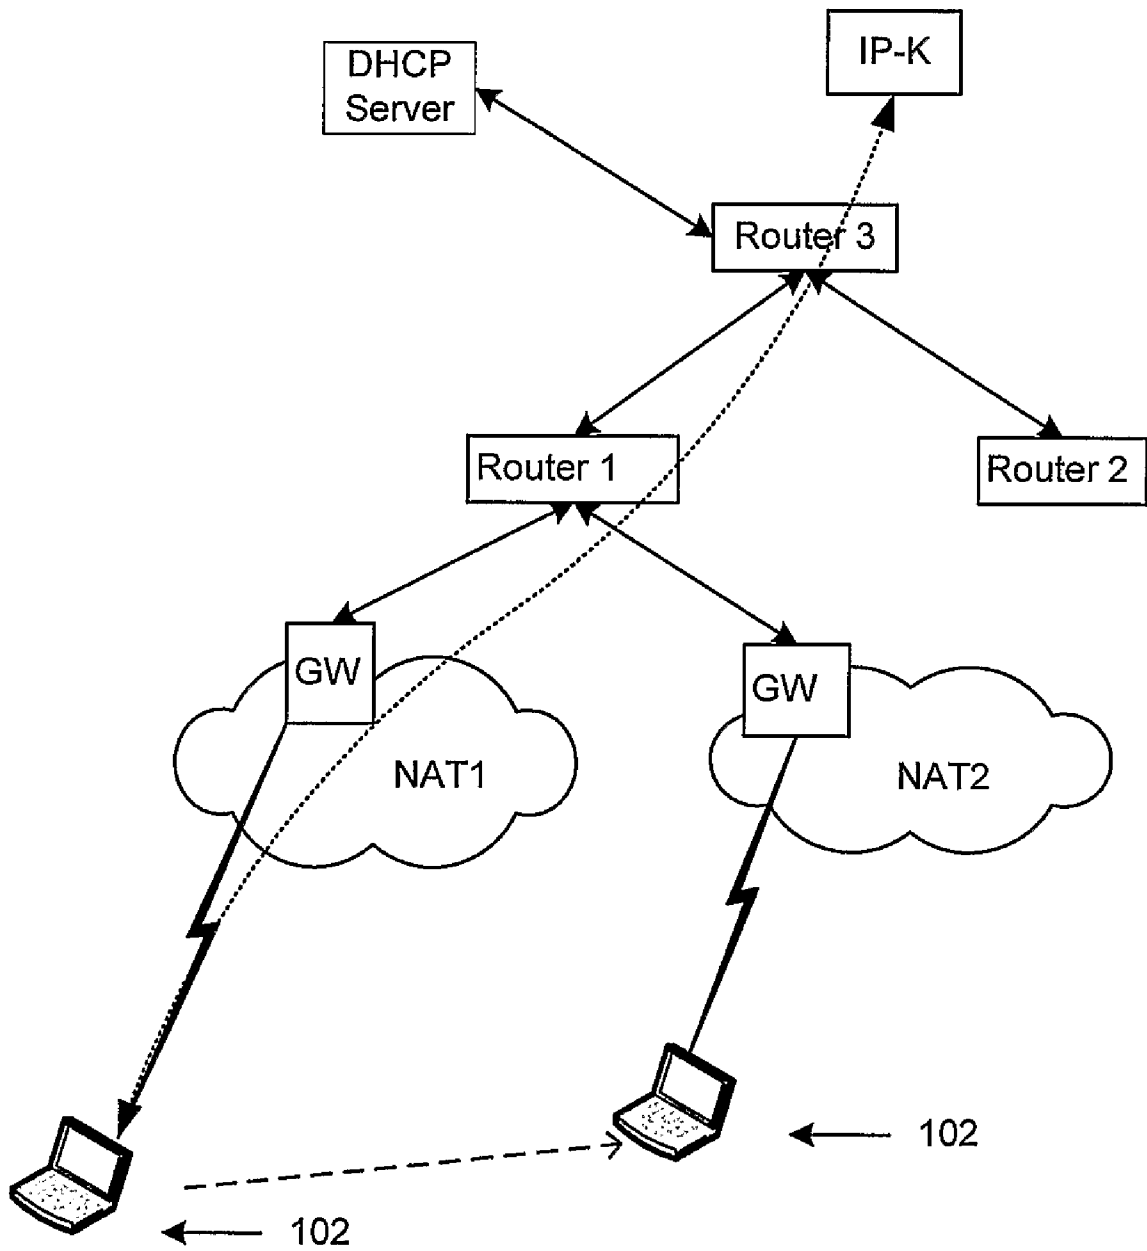 IP-K
DHCP
Server
Router 3
Router 1
Router 2
GW
GW
NAT1
NAT2
102
102